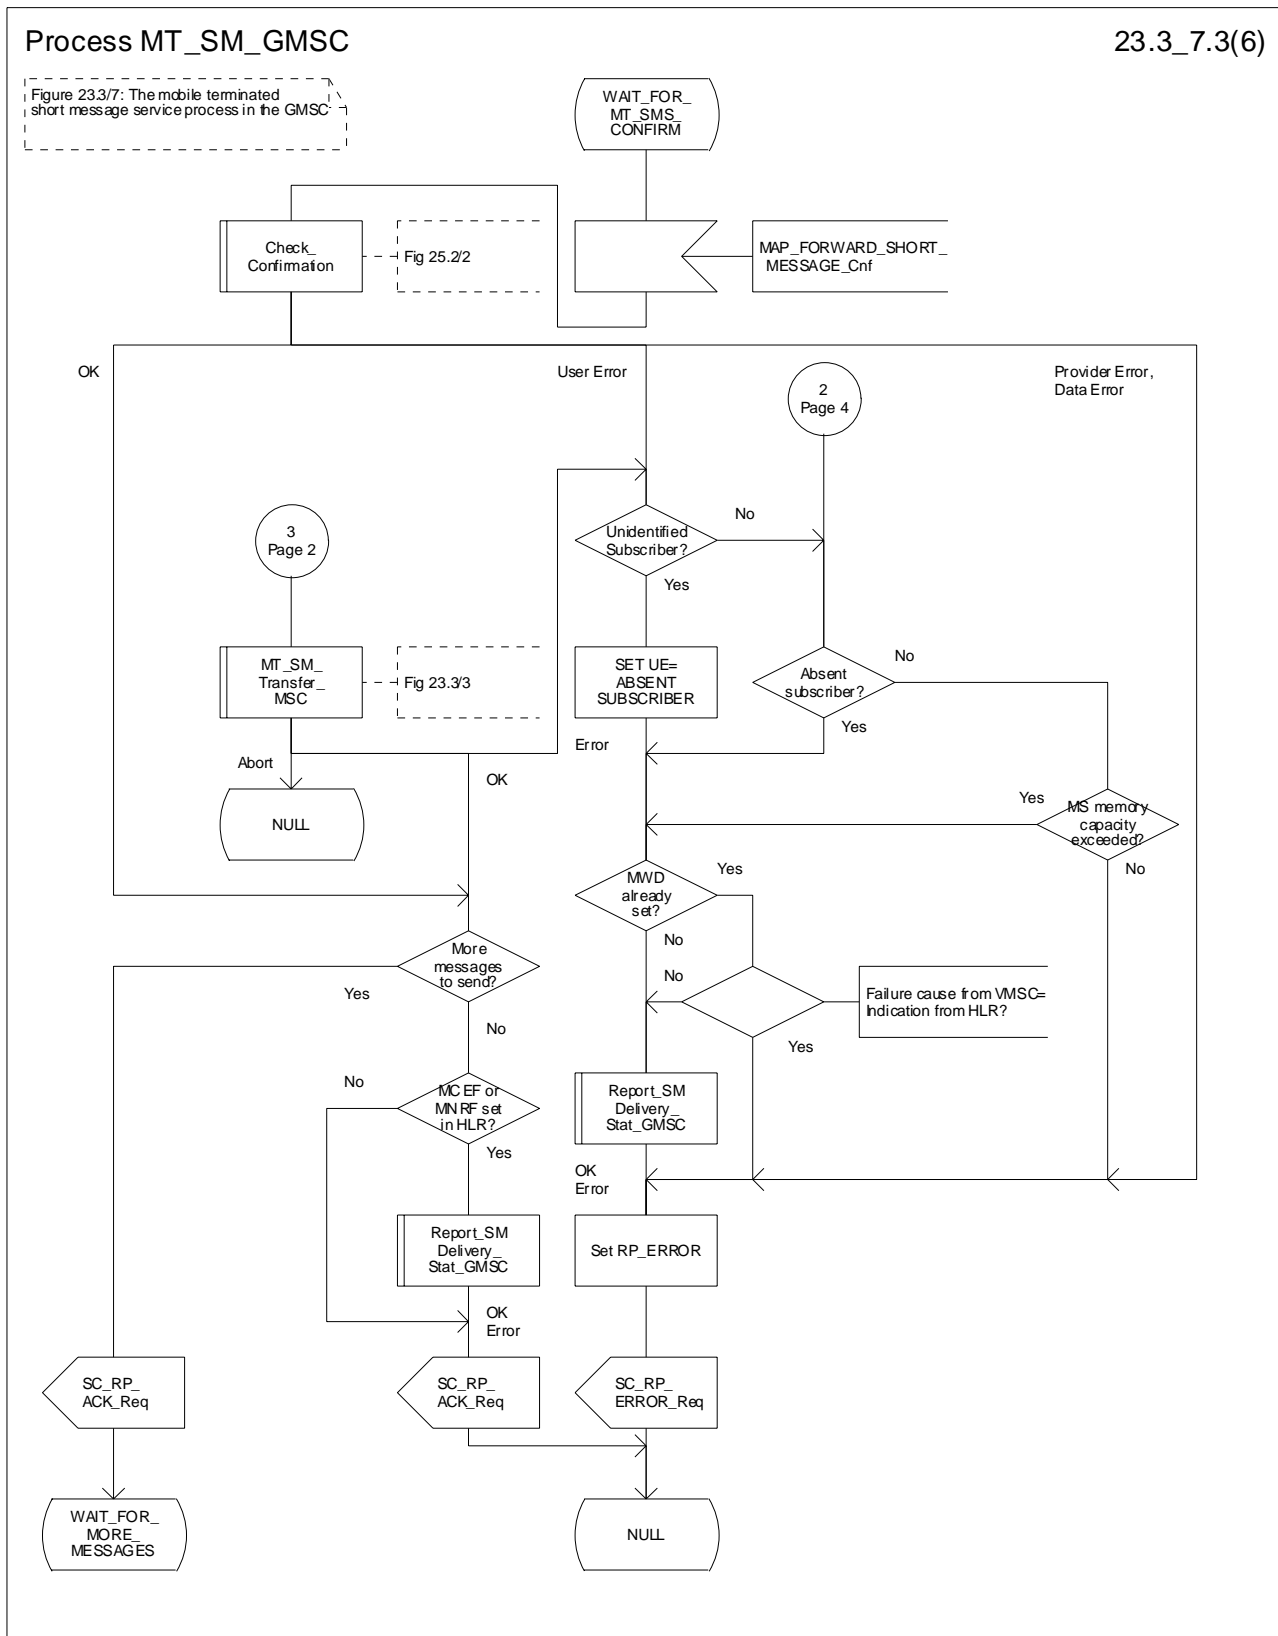 Process MT_SM_GMSC
23.3_7.3(6)
Figure 23.3/7: The mobile terminated
short message service process in the GMSC
WAIT_FOR_
MT_SMS_
CONFIRM
Check_
Confirmation
Fig 25.2/2
MAP_FORWARD_SHORT_
MESSAGE_Cnf
OK
User Error
Provider Error,
Data Error
2
Page 4
3
Page 2
Unidentified
Subscriber?
No
Yes
MT_SM_
Transfer_
MSC
Fig 23.3/3
SET UE=
ABSENT
SUBSCRIBER
Absent
subscriber?
No
Yes
Error
Abort
OK
NULL
Yes
MS memory
capacity
exceeded?
No
MWD
already
set?
Yes
No
More
messages
to send?
Yes
No
No
Failure cause from VMSC=
Indication from HLR?
Yes
No
MCEF or
MNRF set
in HLR?
Yes
Report_SM
Delivery_
Stat_GMSC
OK
Error
Report_SM
Delivery_
Stat_GMSC
Set RP_ERROR
OK
Error
SC_RP_
ACK_Req
SC_RP_
ACK_Req
SC_RP_
ERROR_Req
WAIT_FOR_
MORE_
MESSAGES
NULL